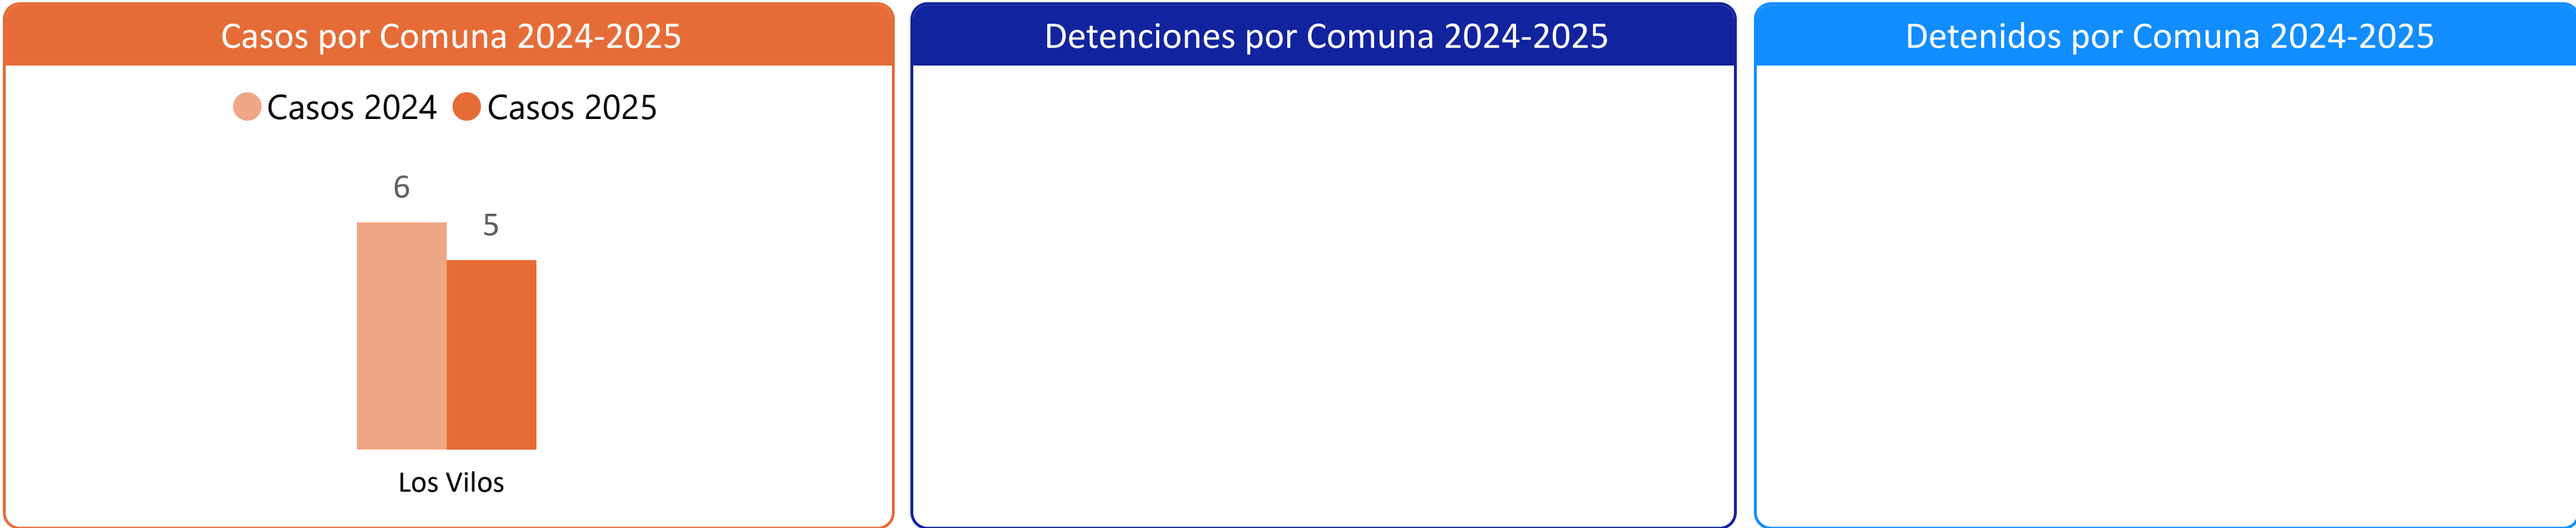 Casos por Comuna 2024-2025
Casos 2024 Casos 2025
6
5
Los Vilos
Detenciones por Comuna 2024-2025
Detenidos por Comuna 2024-2025